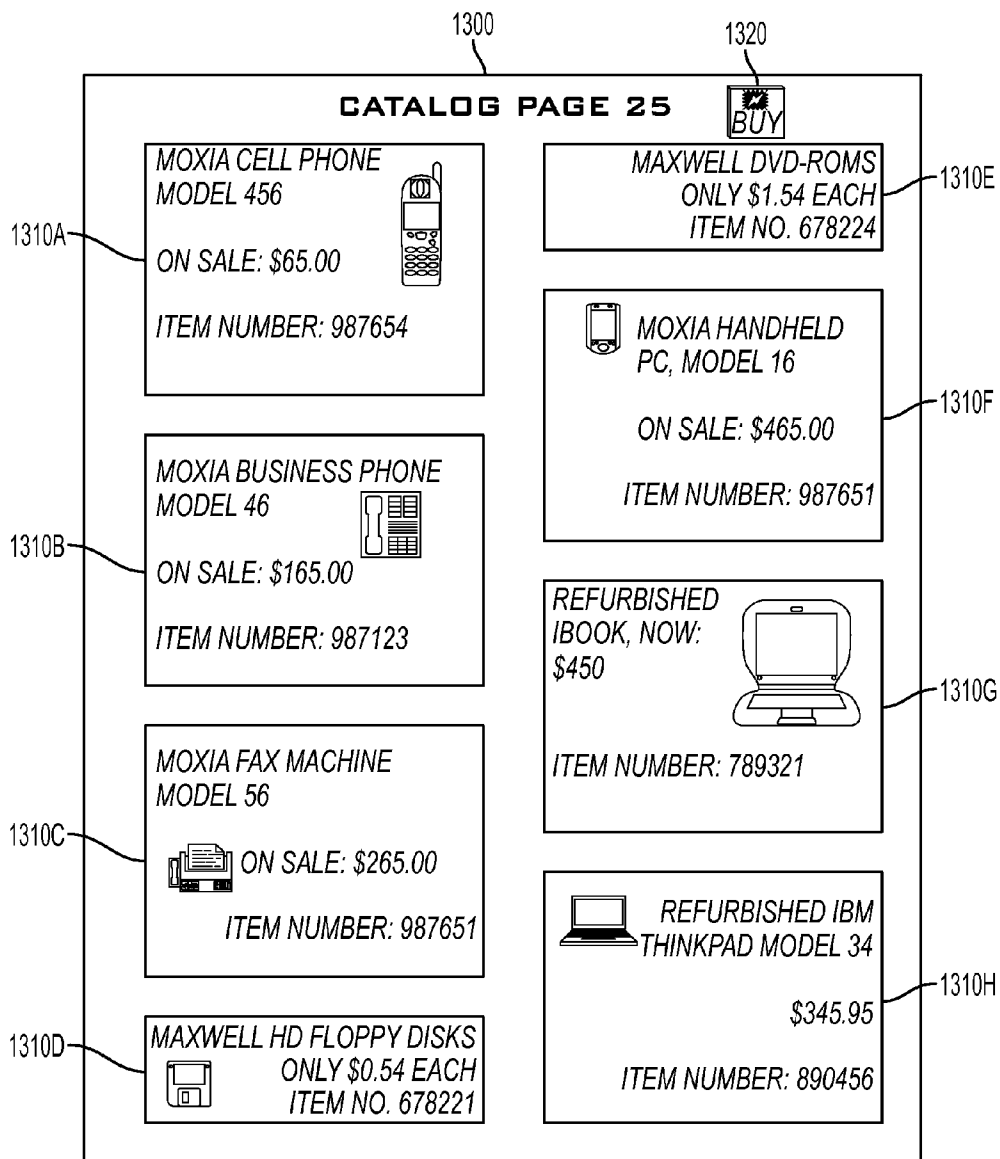 1300
1320
CATALOG PAGE 25
BUY
MOXIA CELL PHONE
MODEL 456
ON SALE: $65.00
ITEM NUMBER: 987654
1310A
MOXIA BUSINESS PHONE
MODEL 46
ON SALE: $165.00
ITEM NUMBER: 987123
1310B
MOXIA FAX MACHINE
MODEL 56
ON SALE: $265.00
ITEM NUMBER: 987651
1310C
MAXWELL HD FLOPPY DISKS
ONLY $0.54 EACH
ITEM NO. 678221
1310D
MAXWELL DVD-ROMS
ONLY $1.54 EACH
ITEM NO. 678224
1310E
MOXIA HANDHELD
PC, MODEL 16
ON SALE: $465.00
ITEM NUMBER: 987651
1310F
REFURBISHED
IBOOK, NOW:
$450
ITEM NUMBER: 789321
1310G
REFURBISHED IBM
THINKPAD MODEL 34
$345.95
ITEM NUMBER: 890456
1310H